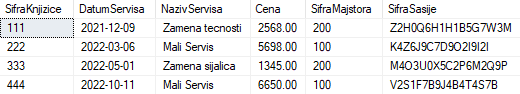 SifraKnjizice DatumServisa NazivServisa Cena SifraMajstora SifraSasije
111 2021-12-09 Zamena tecnosti 2568.00 200 Z2H0Q6H1H1B5G7W3M
222 2022-03-06 Mali Servis 5698.00 100 K4Z6J9C7D9O2I9I2I
333 2022-05-01 Zamena sijalica 1345.00 200 M4O3U0X5C2P6M2Q9P
444 2022-10-11 Mali Servis 6650.00 100 V2S1F7B9J4B4T4S7B